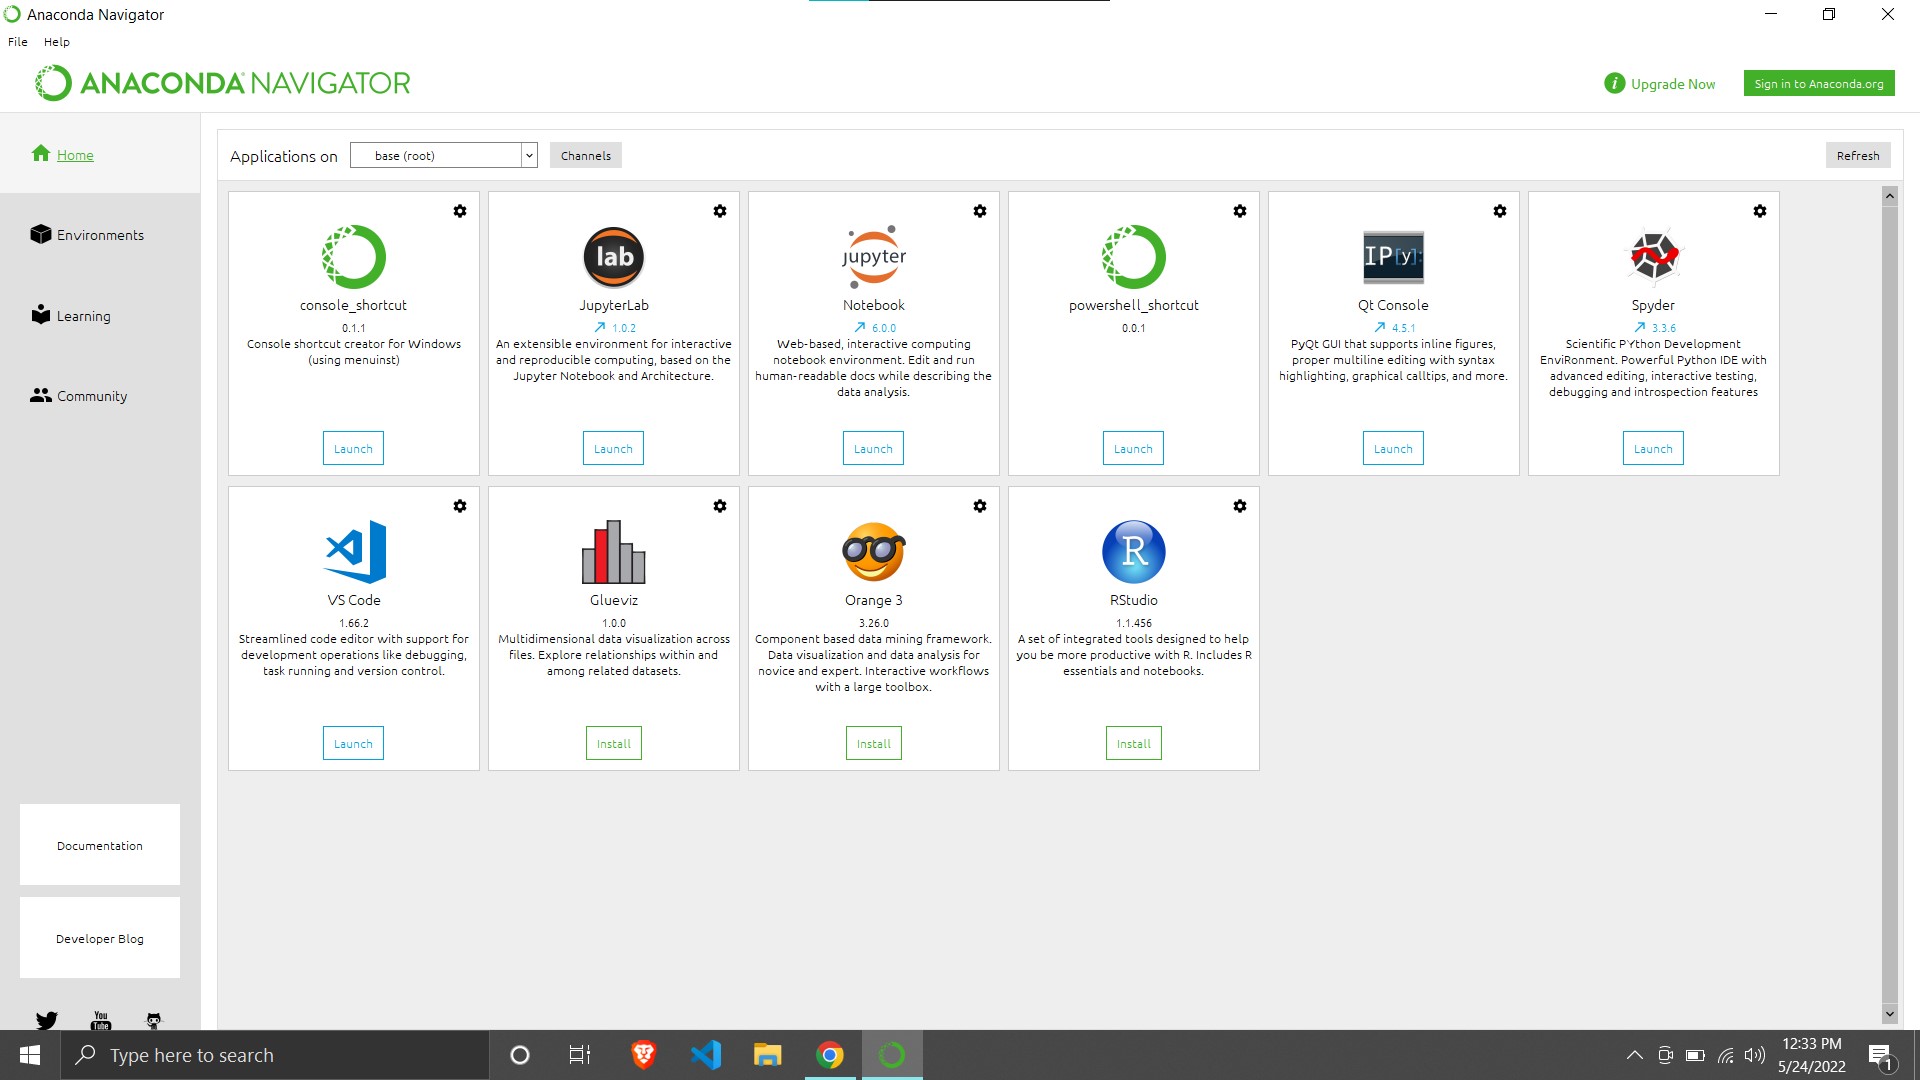 Anaconda Navigator
File Help
ANACONDA NAVIGATOR
i Upgrade Now
Sign in to Anaconda.org
Home
Environments
Learning
Community
Documentation
Developer Blog
You
Tube
Applications on
base (root)
Channels
Refresh
console_shortcut
0.1.1
Console shortcut creator for Windows
(using menuinst)
Launch
lab
JupyterLab
1.0.2
An extensible environment for interactive
and reproducible computing, based on the
Jupyter Notebook and Architecture.
Launch
jupyter
Notebook
6.0.0
Web-based, interactive computing
notebook environment. Edit and run
human-readable docs while describing the
data analysis.
Launch
powershell_shortcut
0.0.1
Launch
IP[y]:
Qt Console
4.5.1
PyQt GUI that supports inline figures,
proper multiline editing with syntax
highlighting, graphical calltips, and more.
Launch
Spyder
3.3.6
Scientific PYthon Development
EnviRonment. Powerful Python IDE with
advanced editing, interactive testing,
debugging and introspection features
Launch
VS Code
1.66.2
Streamlined code editor with support for
development operations like debugging,
task running and version control.
Launch
Glueviz
1.0.0
Multidimensional data visualization across
files. Explore relationships within and
among related datasets.
Install
Orange 3
3.26.0
Component based data mining framework.
Data visualization and data analysis for
novice and expert. Interactive workflows
with a large toolbox.
Install
R
RStudio
1.1.456
A set of integrated tools designed to help
you be more productive with R. Includes R
essentials and notebooks.
Install
Type here to search
12:33 PM
5/24/2022
1